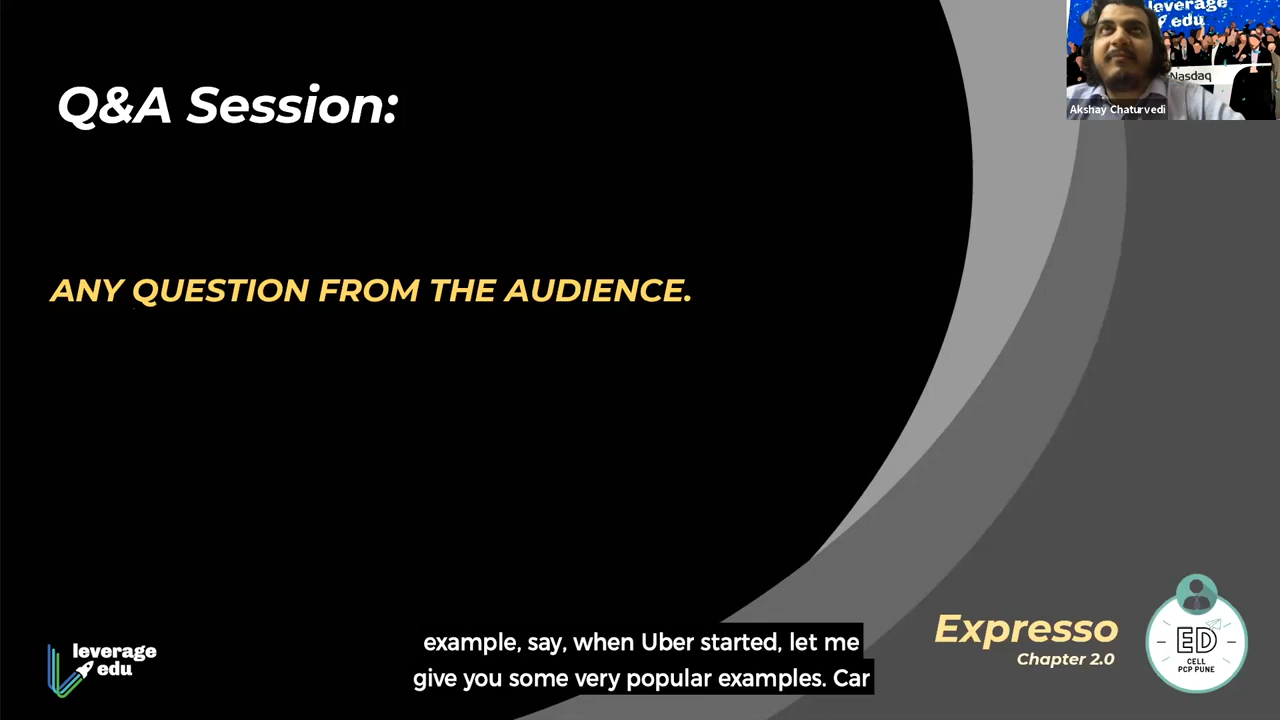 Q&A Session:
ANY QUESTION FROM THE AUDIENCE.
leverage
edu
Nasdaq
Akshay Chaturvedi
example, say, when Uber started, let me
give you some very popular examples. Car
leverage
edu
Expresso
Chapter 2.0
ED
CELL
PCP PUNE